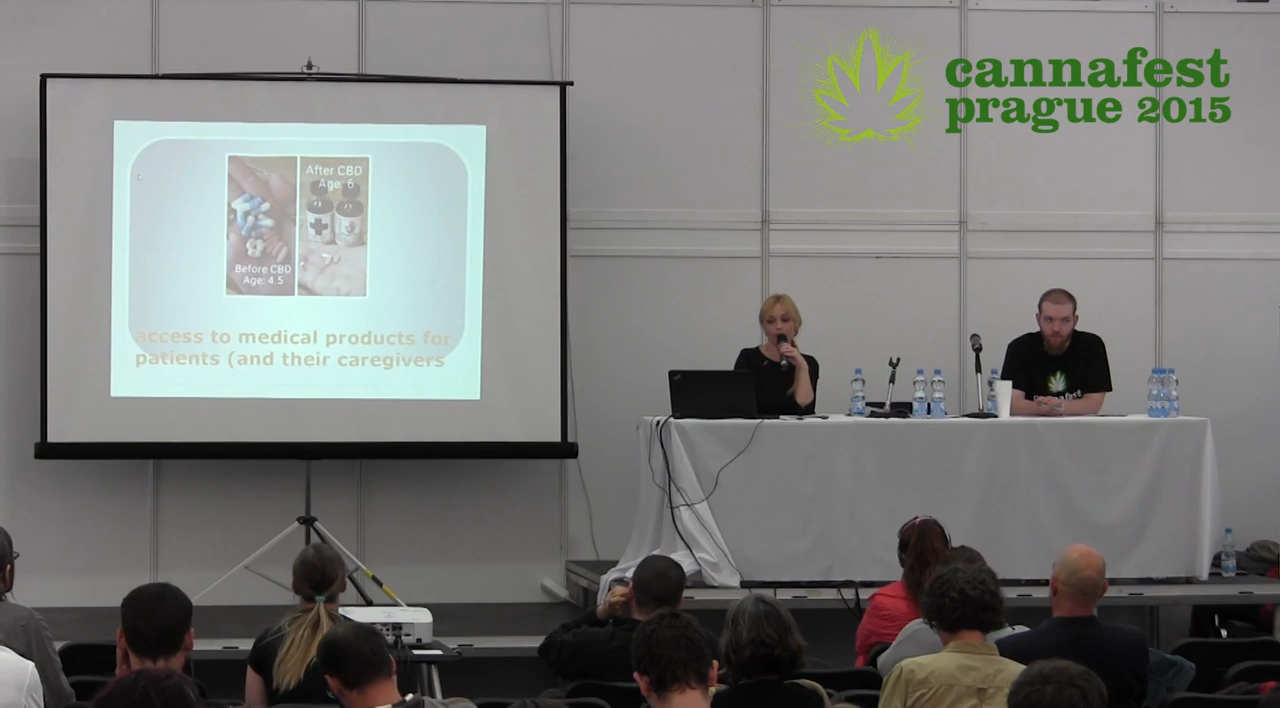 cannafest
prague 2015
After CBD
Age: 6
Before CBD
Age: 4.5
access to medical products for
patients (and their caregivers